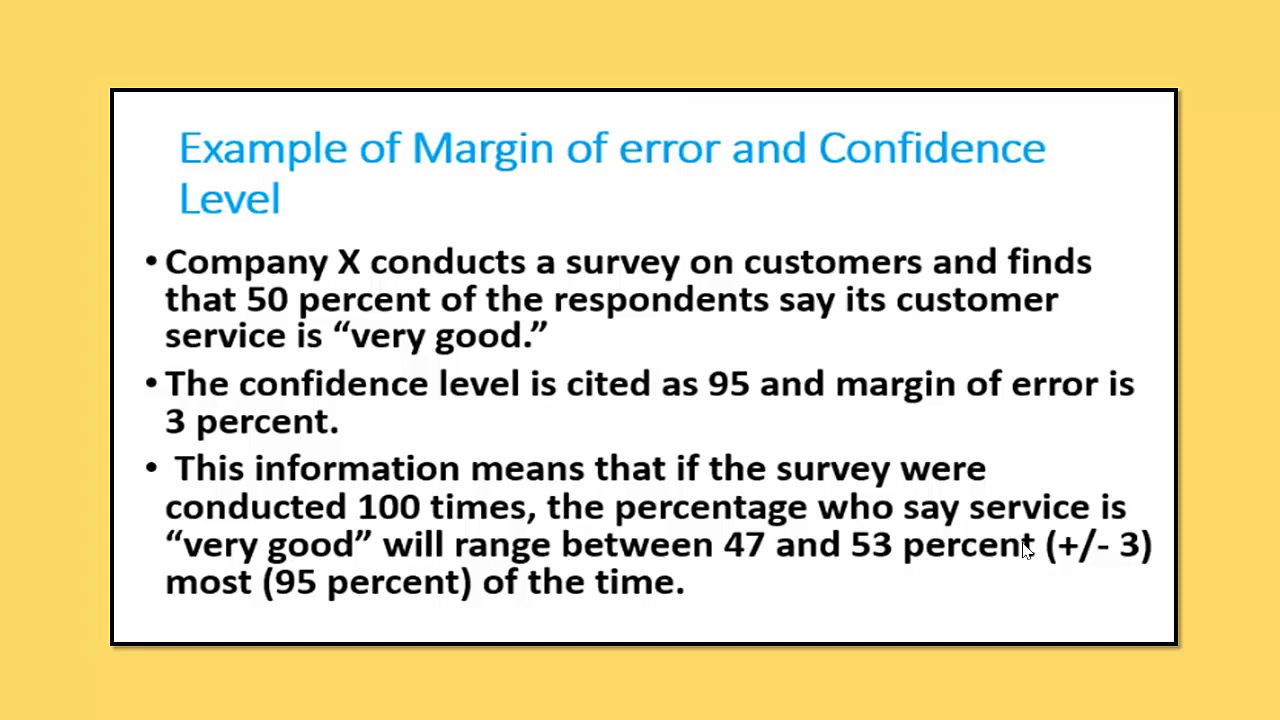 Example of Margin of error and Confidence
Level
• Company X conducts a survey on customers and finds
that 50 percent of the respondents say its customer
service is “very good.”
• The confidence level is cited as 95 and margin of error is
3 percent.
• This information means that if the survey were
conducted 100 times, the percentage who say service is
“very good” will range between 47 and 53 percent (+/- 3)
most (95 percent) of the time.